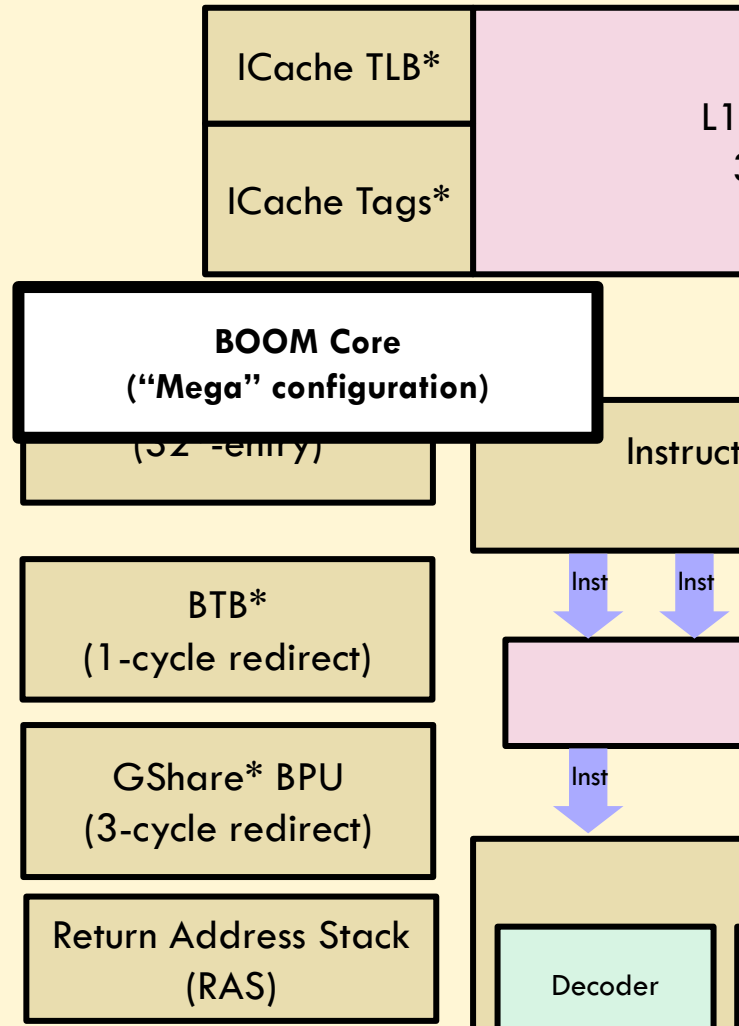 ICache TLB*
L1
ICache Tags*
BOOM Core
(“Mega” configuration)
-entry)
Instruct
Inst
Inst
BTB*
(1-cycle redirect)
GShare* BPU
(3-cycle redirect)
Inst
Return Address Stack
(RAS)
Decoder